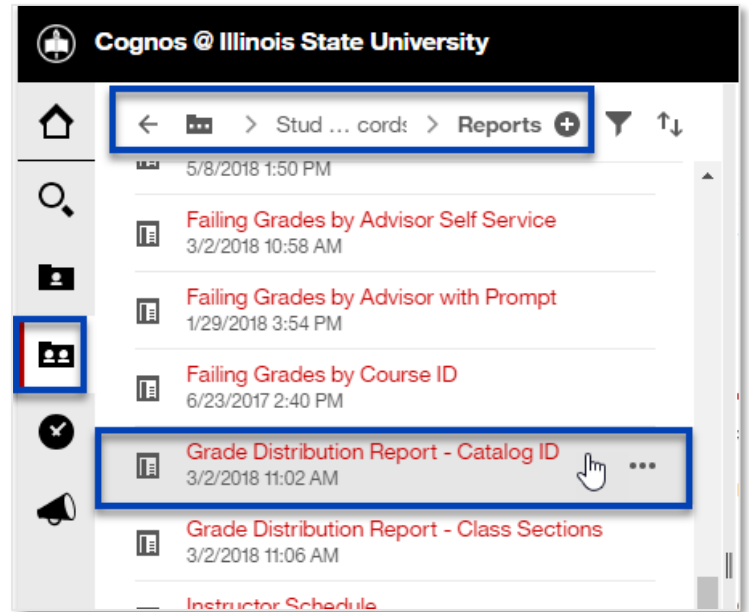 Cognos @ Illinois State University
Stud ... cords > Reports
5/8/2018 1:50 PM
Failing Grades by Advisor Self Service
3/2/2018 10:58 AM
Failing Grades by Advisor with Prompt
1/29/2018 3:54 PM
Failing Grades by Course ID
6/23/2017 2:40 PM
Grade Distribution Report - Catalog ID
3/2/2018 11:02 AM
Grade Distribution Report - Class Sections
3/2/2018 11:06 AM
Instructor Schedule